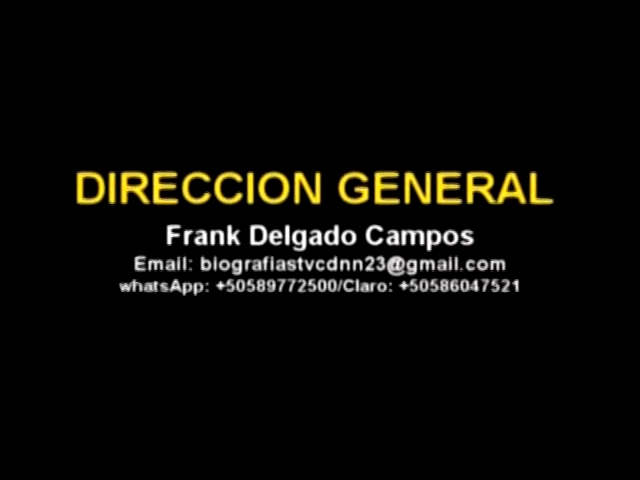 DIRECCION GENERAL
Frank Delgado Campos
Email: biografiastvcdnn23@gmail.com
whatsApp: +50589772500/Claro: +50586047521